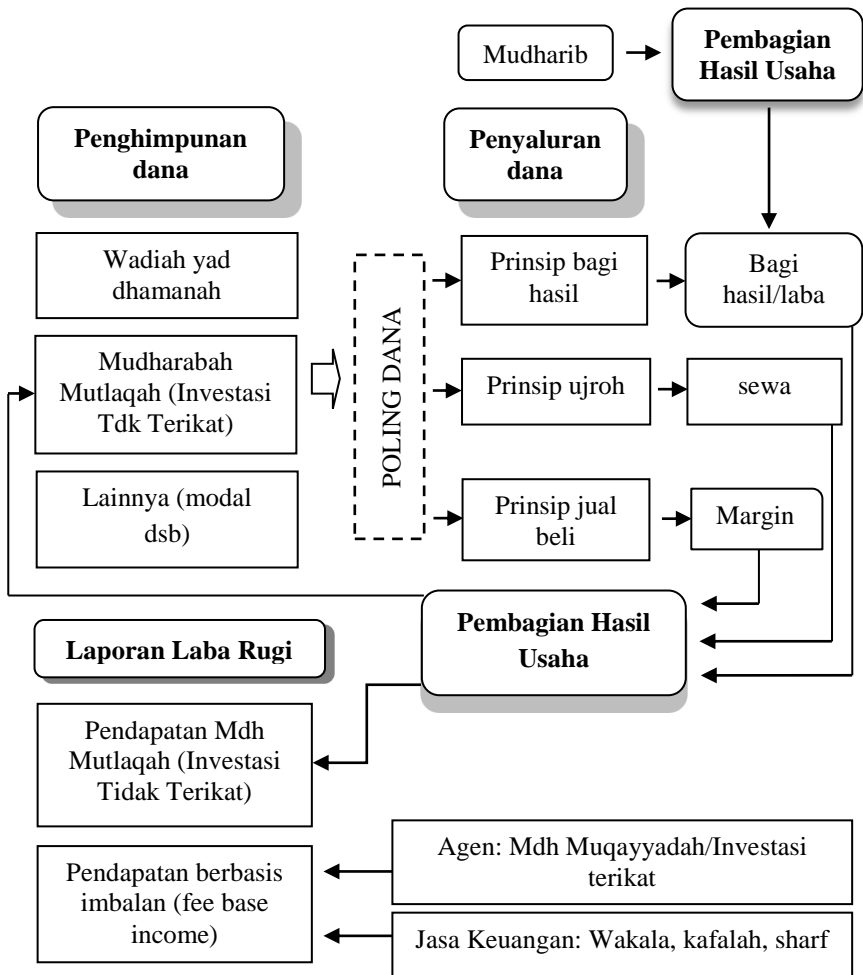 Mudharib
Pembagian
Hasil Usaha
Penghimpunan
dana
Penyaluran
dana
Wadiah yad
dhamanah
Prinsip bagi
hasil
Bagi
hasil/laba
Mudharabah
Mutlaqah (Investasi
Tdk Terikat)
POLING DANA
Prinsip ujroh
sewa
Lainnya (modal
dsb)
Prinsip jual
beli
Margin
Pembagian Hasil
Usaha
Laporan Laba Rugi
Pendapatan Mdh
Mutlaqah (Investasi
Tidak Terikat)
Agen: Mdh Muqayyadah/Investasi
terikat
Pendapatan berbasis
imbalan (fee base
income)
Jasa Keuangan: Wakala, kafalah, sharf